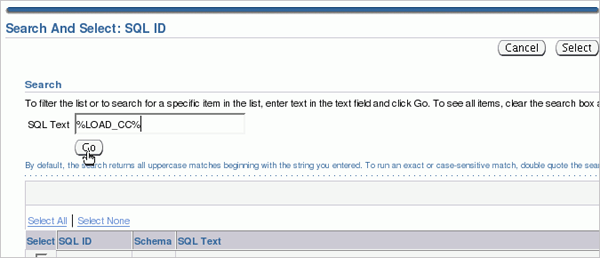 Search And Select: SQL ID
Cancel Select
Search
To filter the list or to search for a specific item in the list, enter text in the text field and click Go. To see all items, clear the search box
SQL Text %LOAD_CC%
Go
By default, the search returns all uppercase matches beginning with the string you entered. To run an exact or case-sensitive match, double quote the
Select All | Select None
Select SQL ID Schema SQL Text